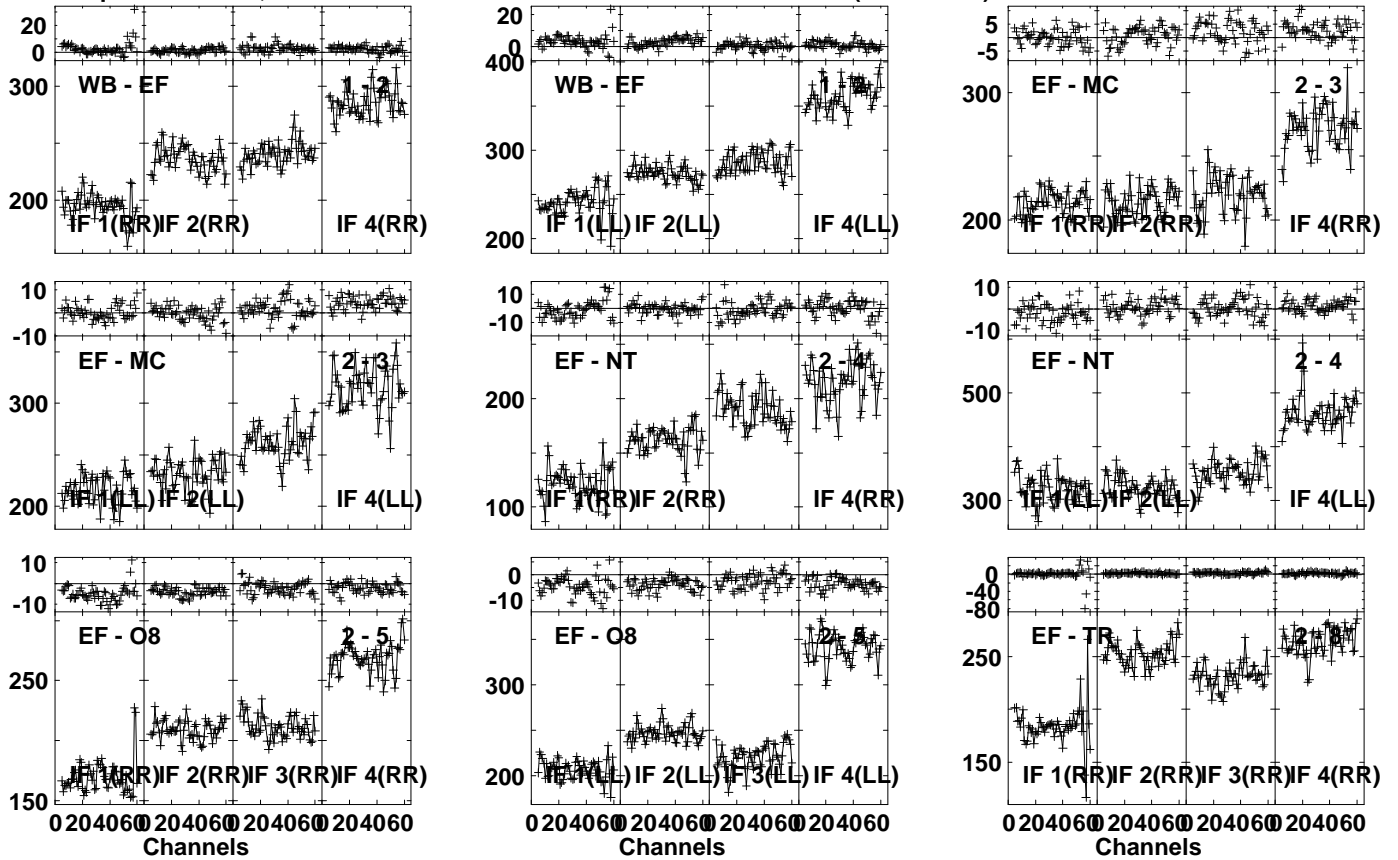 20
0
300
200
WB - EF 1 - 2
IF 1(RR) IF 2(RR) IF 4(RR)
20
0
400
300
200
WB - EF 1 - 2
IF 1(LL) IF 2(LL) IF 4(LL)
5
-5
300
200
EF - MC 2 - 3
IF 1(RR) IF 2(RR) IF 4(RR)
10
-10
300
200
EF - MC 2 - 3
IF 1(LL) IF 2(LL) IF 4(LL)
10
-10
200
100
EF - NT 2 - 4
IF 1(RR) IF 2(RR) IF 4(RR)
10
-10
500
300
EF - NT 2 - 4
IF 1(LL) IF 2(LL) IF 4(LL)
10
-10
250
150
EF - O8 2 - 5
IF 1(RR) IF 2(RR) IF 3(RR) IF 4(RR)
0 204060 0 204060 0 204060 0 204060
Channels
0
-10
300
200
EF - O8 2 - 5
IF 1(LL) IF 2(LL) IF 3(LL) IF 4(LL)
0 204060 0 204060 0 204060 0 204060
Channels
0
-40
-80
250
150
EF - TR 2 - 8
IF 1(RR) IF 2(RR) IF 3(RR) IF 4(RR)
0 204060 0 204060 0 204060 0 204060
Channels